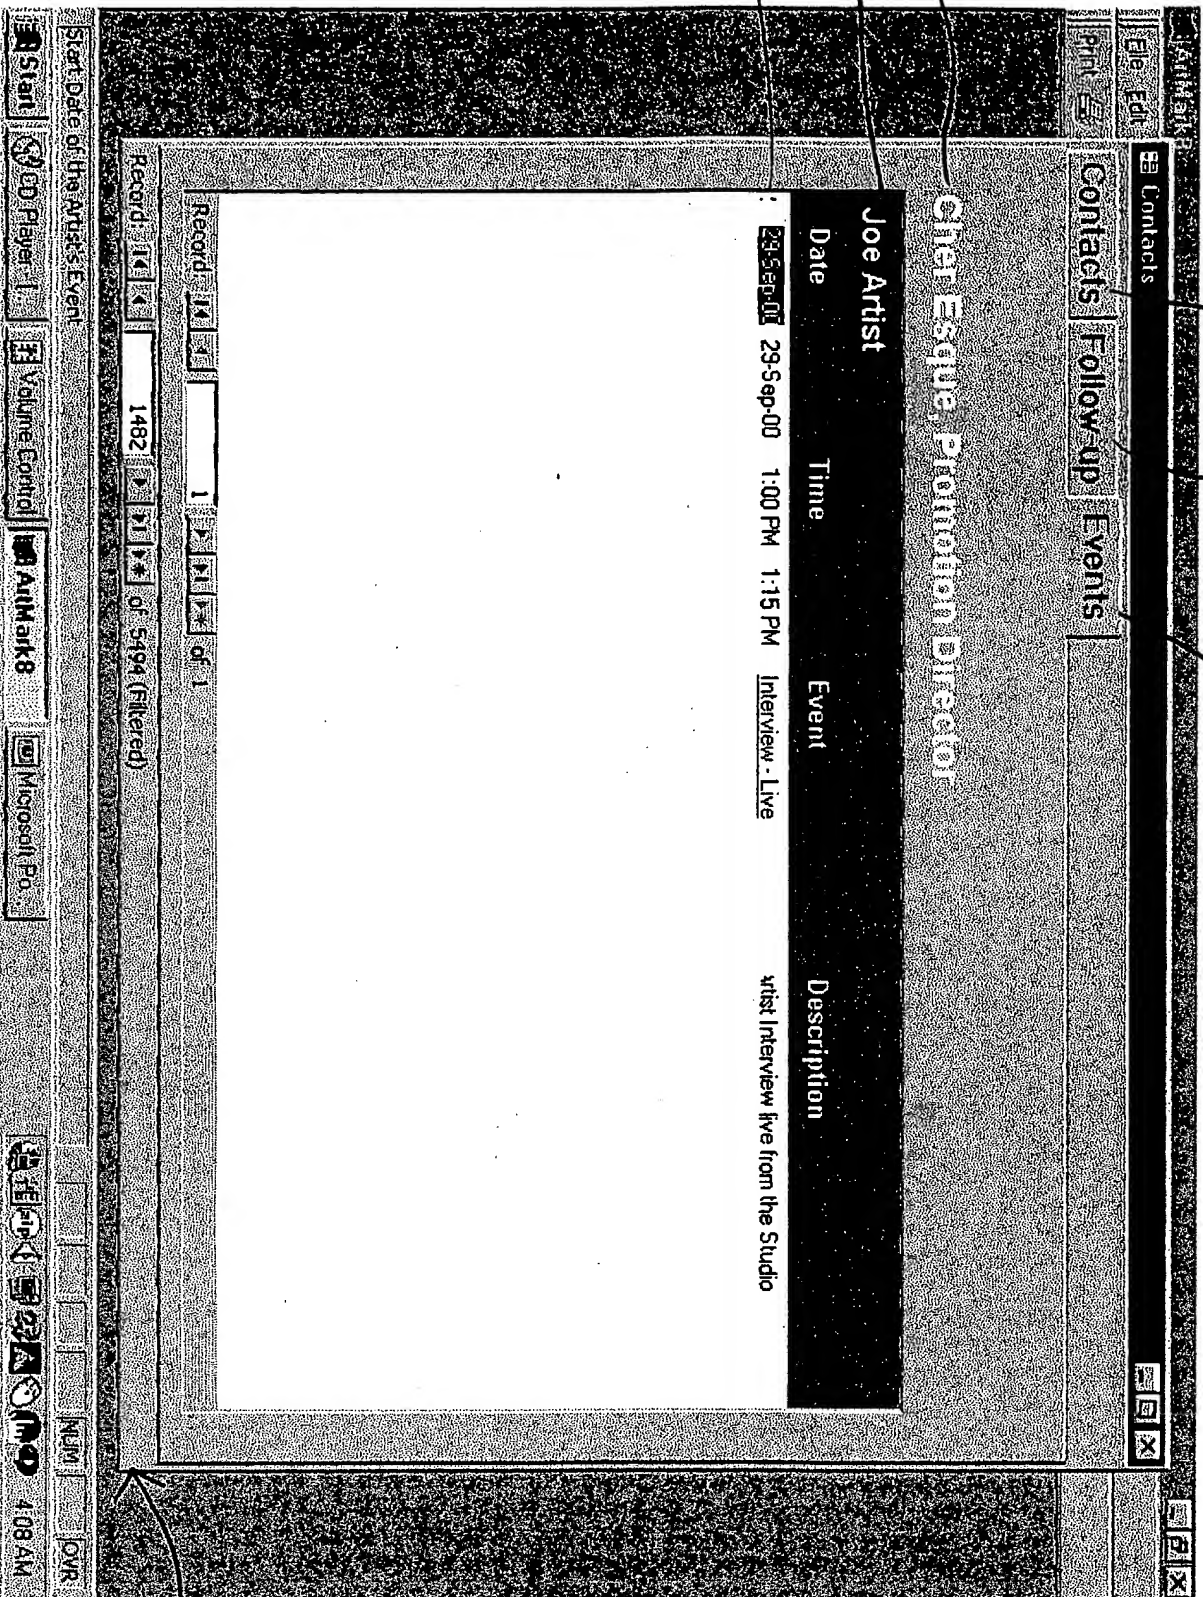 ArtMark8
File Edit
Print
Contacts
Contacts Follow-up Events
Cher Esque, Promotion Director
Joe Artist
Date Time Event Description
29-Sep-00 29-Sep-00 1:00 PM 1:15 PM Interview - Live Artist Interview live from the Studio
Record: 1 of 1
Record: 1482 of 5494 (Filtered)
Start Date of the Artist's Event NUM OVR
Start CD Player - [... Volume Control ArtMark8 Microsoft Po... 4:08 AM